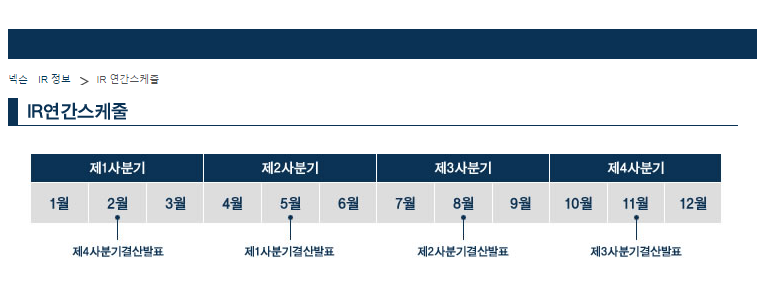 넥슨 IR 정보 > IR 연간스케줄
IR연간스케줄
제1사분기 제2사분기 제3사분기 제4사분기
1월 2월 3월 4월 5월 6월 7월 8월 9월 10월 11월 12월
제4사분기결산발표 제1사분기결산발표 제2사분기결산발표 제3사분기결산발표